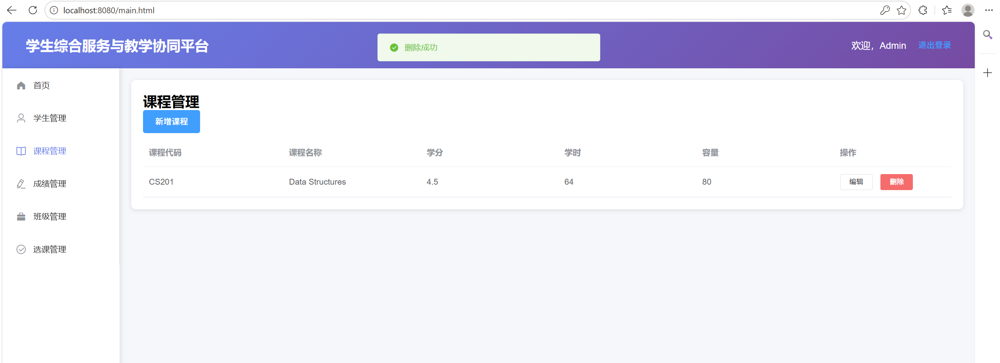 localhost:8080/main.html
学生综合服务与教学协同平台
删除成功
欢迎，Admin 退出登录
首页
学生管理
课程管理
成绩管理
班级管理
选课管理
课程管理
新增课程
课程代码 课程名称 学分 学时 容量 操作
CS201 Data Structures 4.5 64 80 编辑 删除